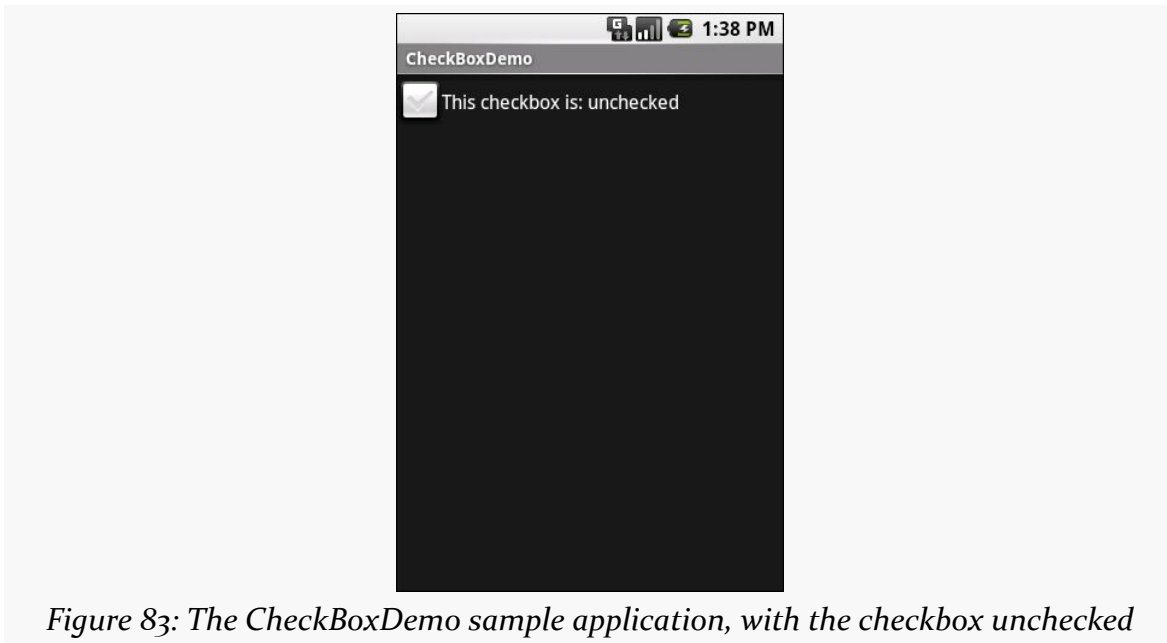 G
1:38 PM
CheckBoxDemo
This checkbox is: unchecked
Figure 83: The CheckBoxDemo sample application, with the checkbox unchecked